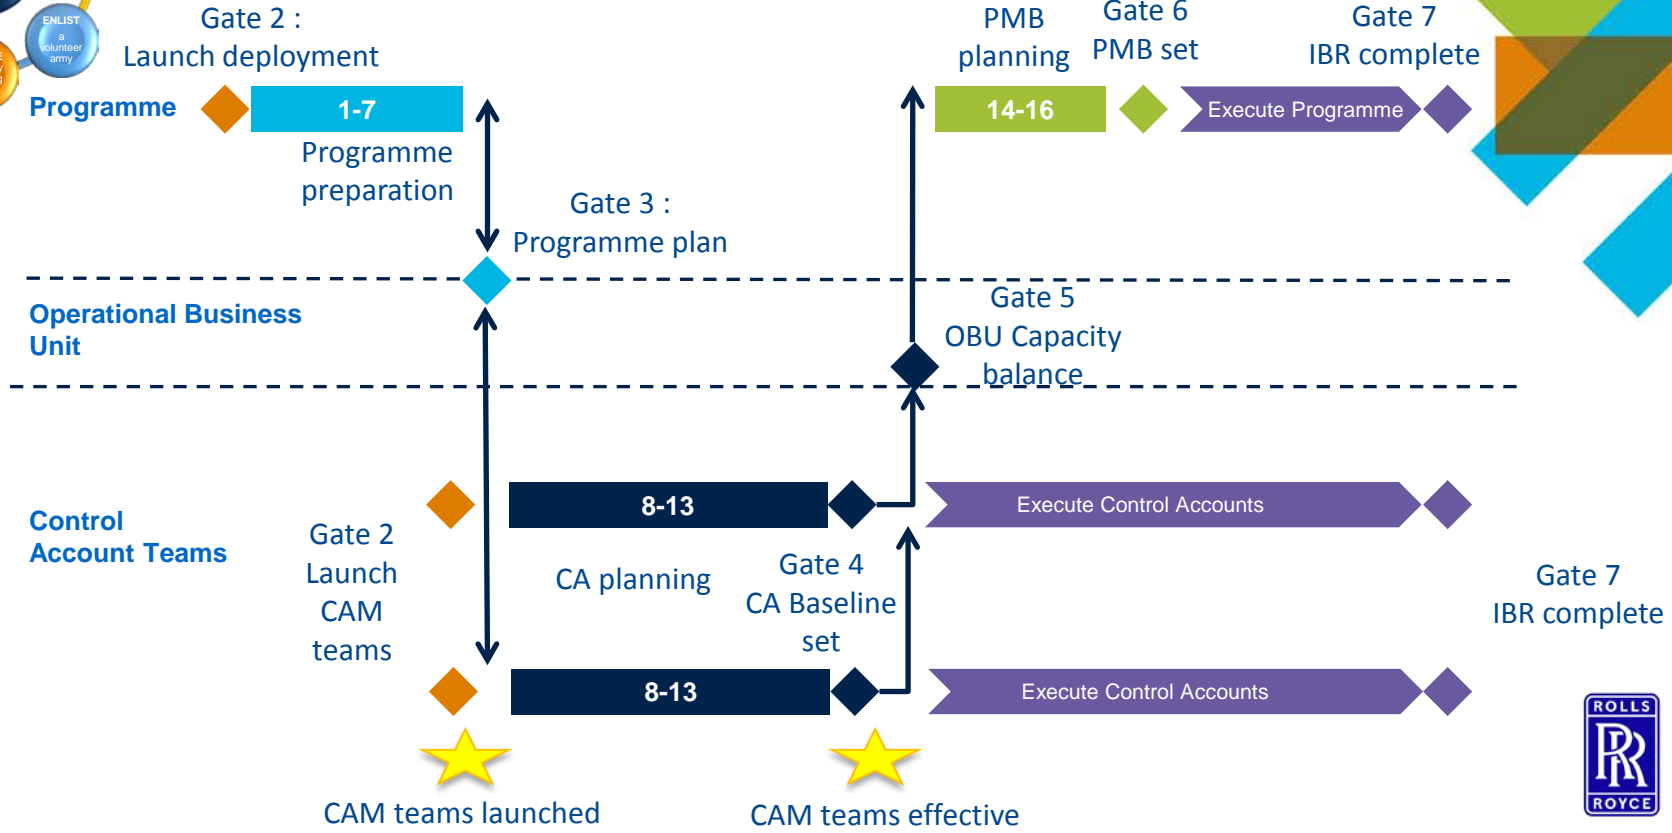 ENLIST
a
volunteer
army
Gate 2 :
Launch deployment
PMB
planning
Gate 6
PMB set
Gate 7
IBR complete
Programme
1-7
14-16
Execute Programme
Programme
preparation
Gate 3 :
Programme plan
Operational Business
Unit
Gate 5
OBU Capacity
balance
Control
Account Teams
8-13
Execute Control Accounts
Gate 2
Launch
CAM
teams
CA planning
Gate 4
CA Baseline
set
Gate 7
IBR complete
8-13
Execute Control Accounts
CAM teams launched
CAM teams effective
ROLLS
RR
ROYCE